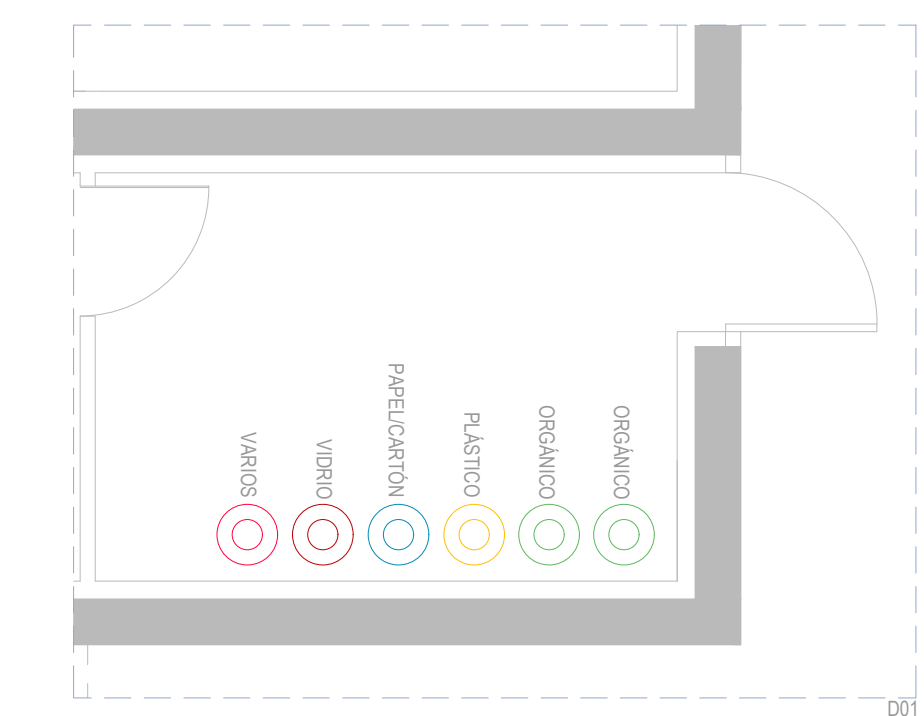 VARIOS
VIDRIO
PAPEL/CARTÓN
PLÁSTICO
ORGÁNICO
ORGÁNICO
D01